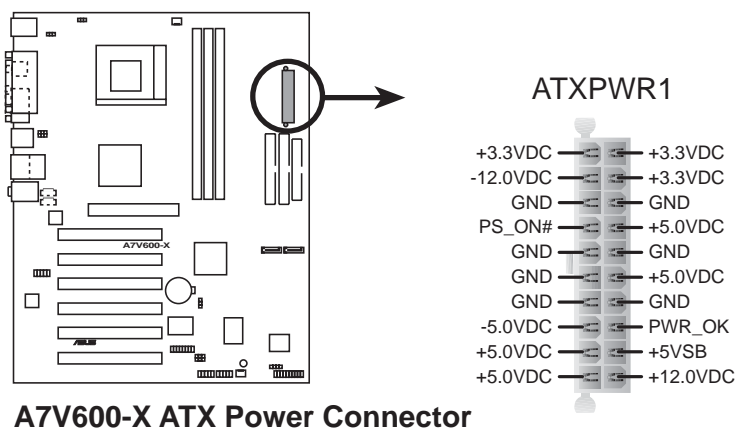 ATXPWR1
+3.3VDC +3.3VDC
-12.0VDC +3.3VDC
GND GND
PS_ON# +5.0VDC
GND GND
GND +5.0VDC
GND GND
-5.0VDC PWR_OK
+5.0VDC +5VSB
+5.0VDC +12.0VDC
A7V600-X
ASUS
A7V600-X ATX Power Connector